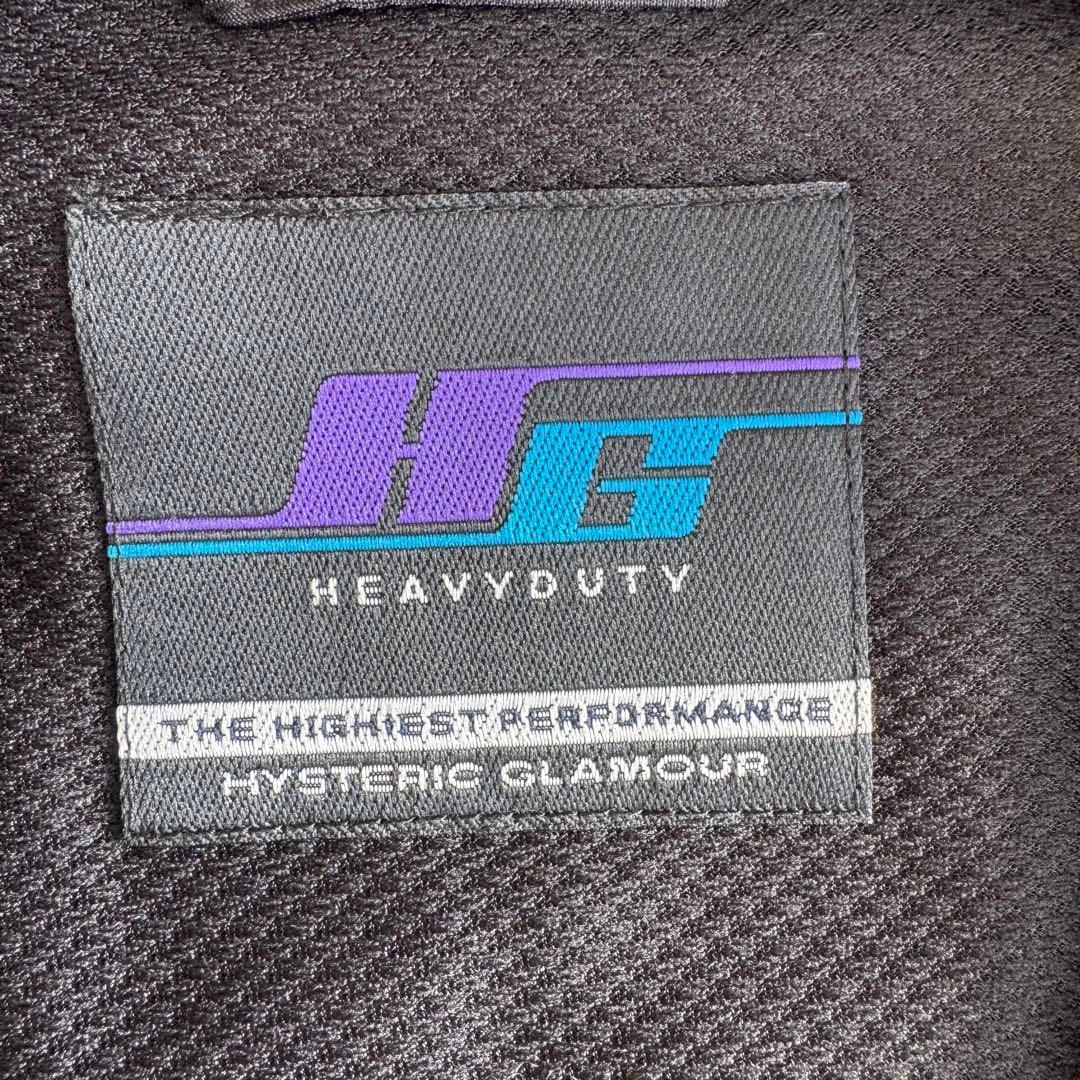 HG
HEAVYDUTY
THE HIGHIEST PERFORMANCE
HYSTERIC GLAMOUR